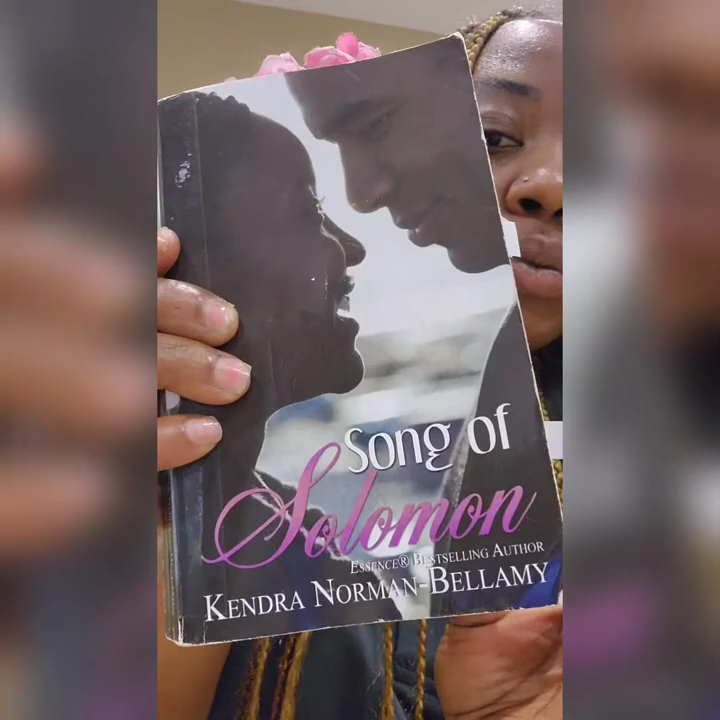 Song of
Solomon
ESSENCE® BESTSELLING AUTHOR
KENDRA NORMAN-BELLAMY